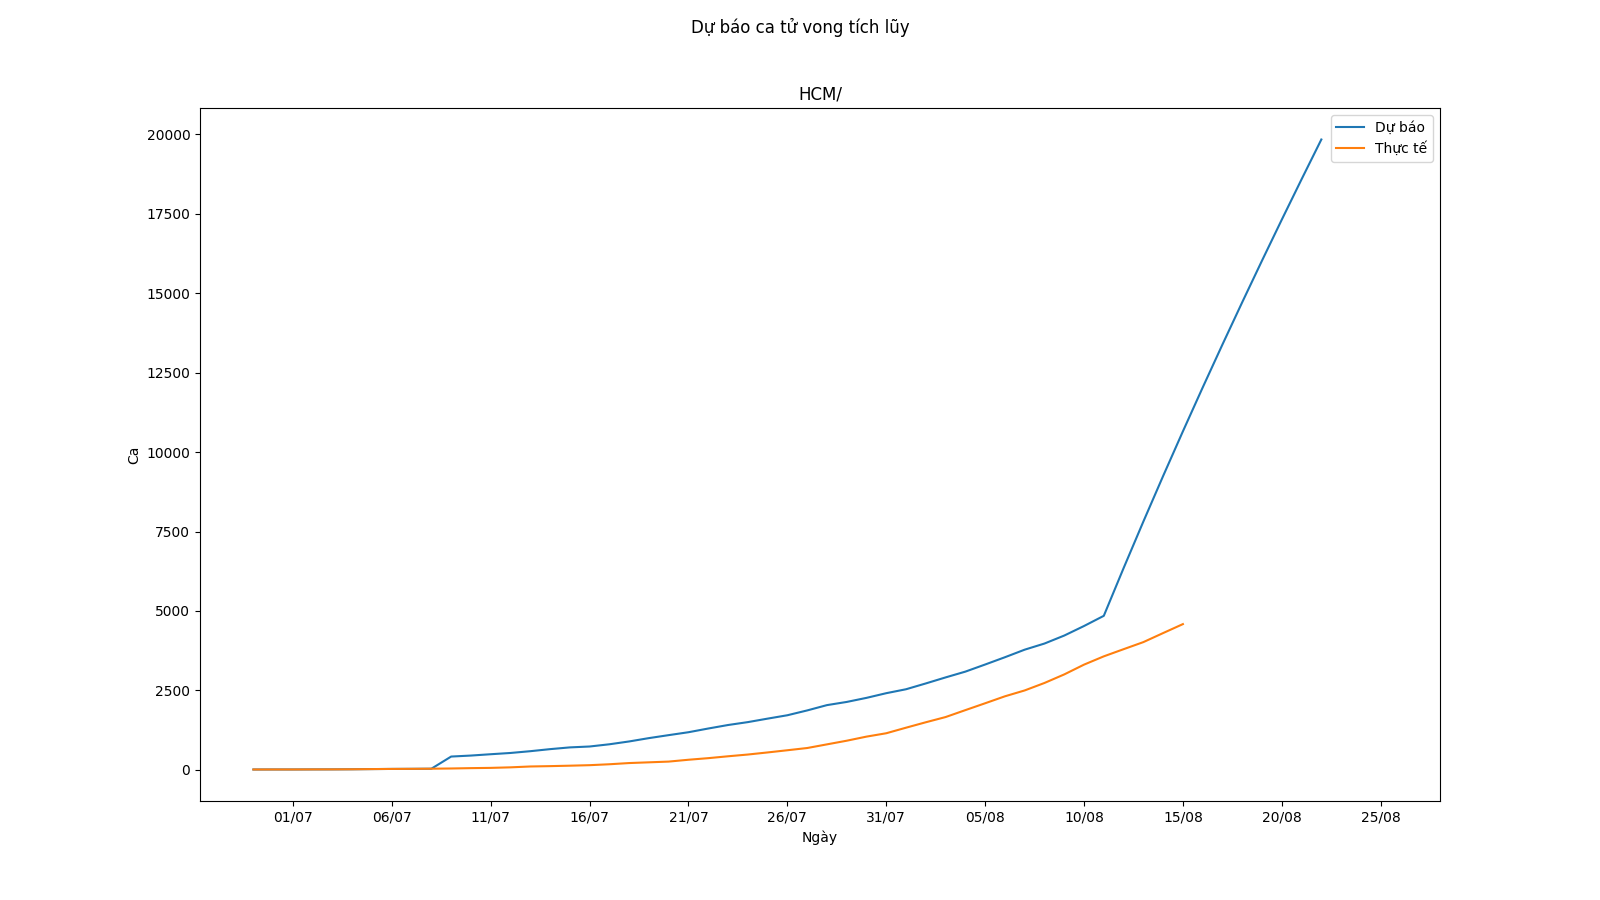 Dự báo ca tử vong tích lũy
HCM/
Dự báo
Thực tế
20000
17500
15000
12500
10000
7500
5000
2500
0
Ca
01/07 06/07 11/07 16/07 21/07 26/07 31/07 05/08 10/08 15/08 20/08 25/08
Ngày